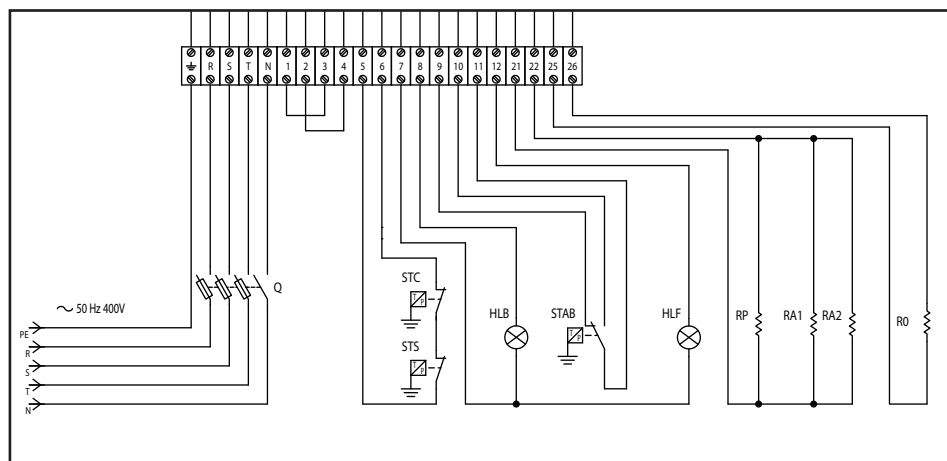 R S T N 1 2 3 4 5 6 7 8 9 10 11 12 21 22 25 26
Q
STC
T P
~ 50 Hz 400V
HLB
STAB
HLF
RP
RA1
RA2
R0
T P
PE
STS
R
T P
S
T
N